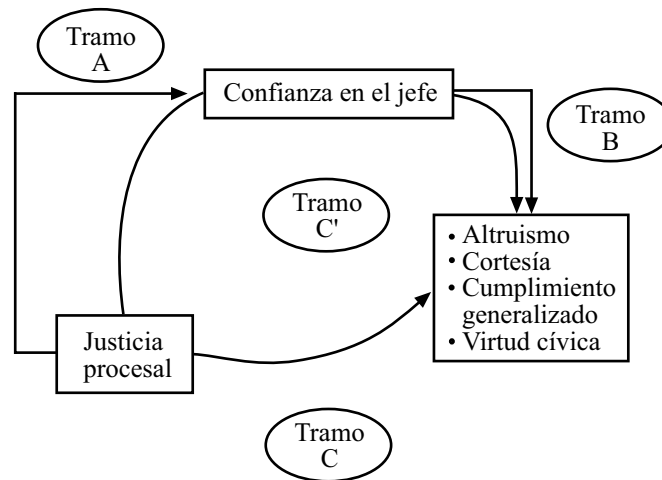 Tramo
A
Confianza en el jefe
Tramo
B
Tramo
C'
• Altruismo
• Cortesía
• Cumplimiento
generalizado
• Virtud cívica
Justicia
procesal
Tramo
C